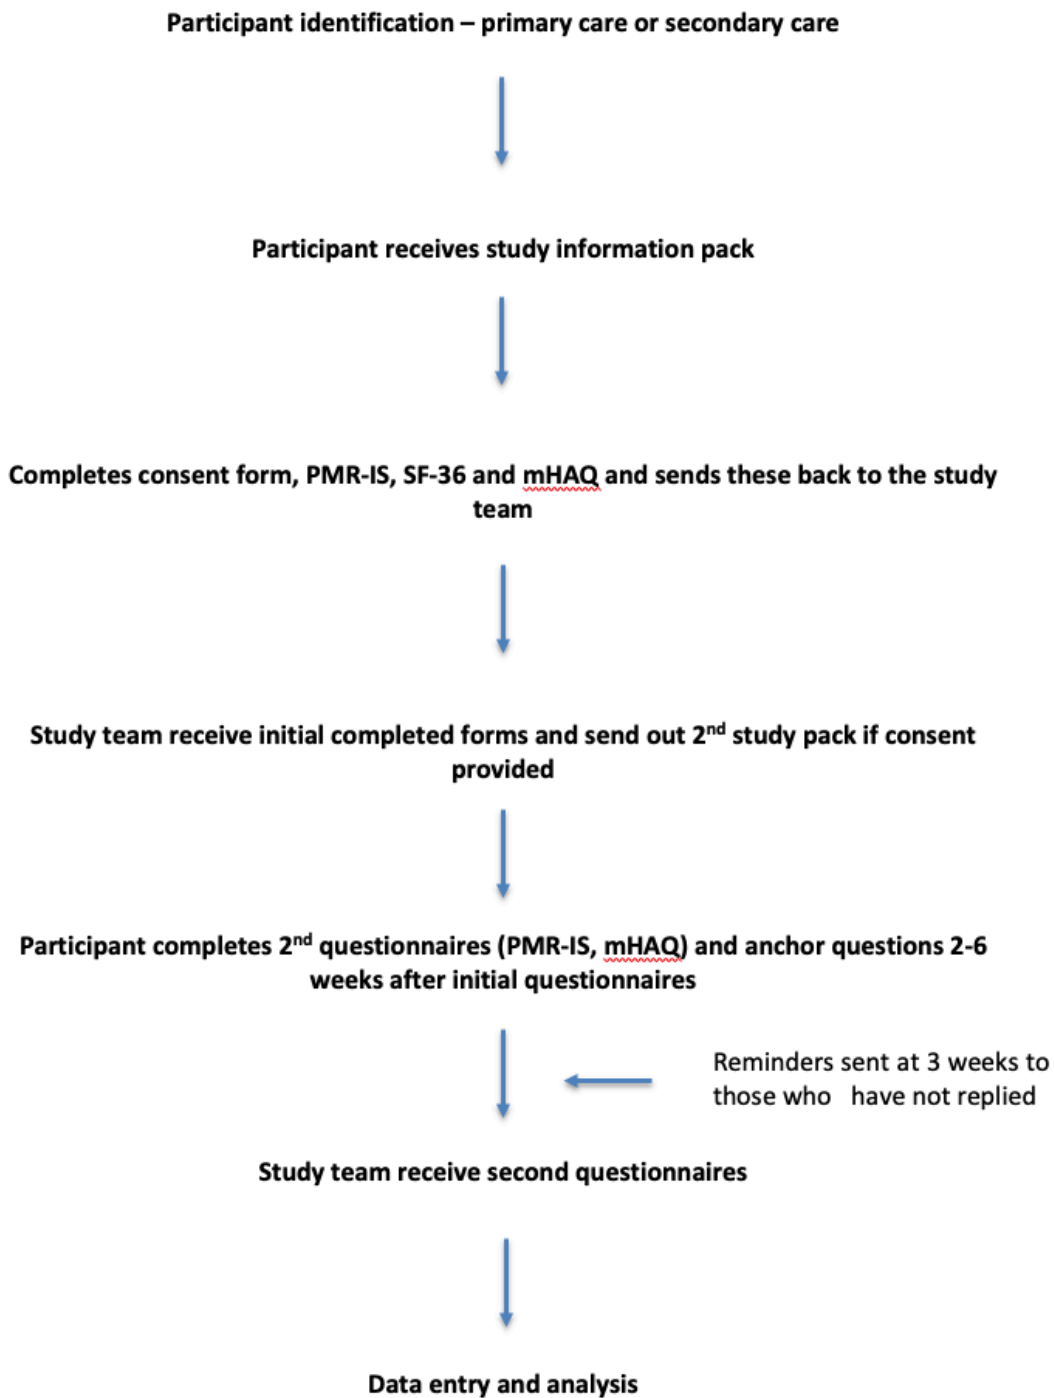 Participant identification – primary care or secondary care
Participant receives study information pack
Completes consent form, PMR-IS, SF-36 and mHAQ and sends these back to the study
team
Study team receive initial completed forms and send out 2nd study pack if consent
provided
Participant completes 2nd questionnaires (PMR-IS, mHAQ) and anchor questions 2-6
weeks after initial questionnaires
Reminders sent at 3 weeks to
those who   have not replied
Study team receive second questionnaires
Data entry and analysis